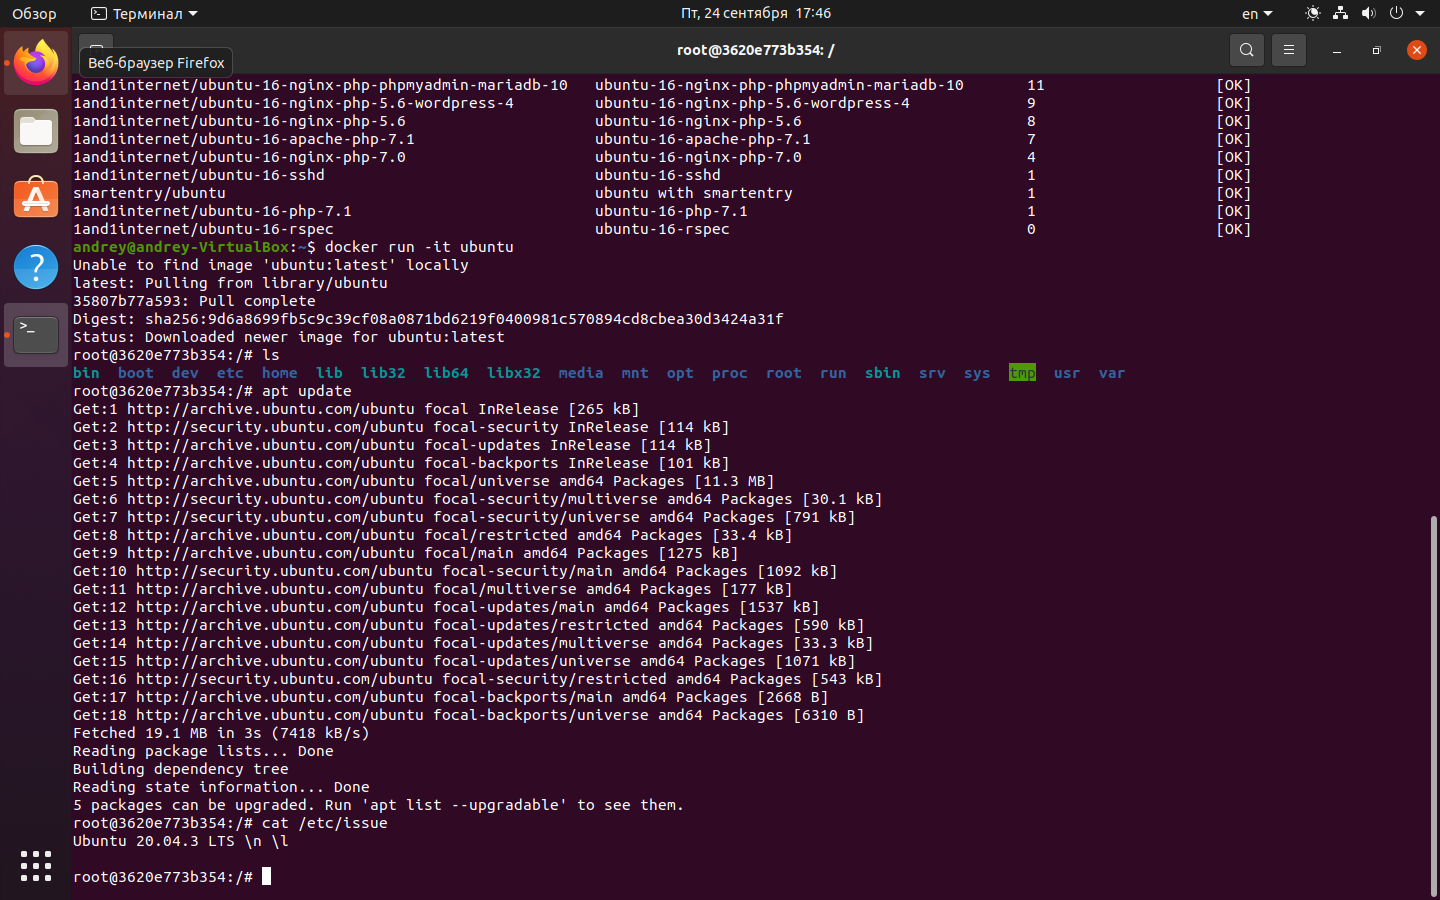 Обзор
Терминал
Пт, 24 сентября 17:46
en
root@3620e773b354: /
Веб-браузер Firefox
1and1internet/ubuntu-16-nginx-php-phpmyadmin-mariadb-10 ubuntu-16-nginx-php-phpmyadmin-mariadb-10 11 [OK]
1and1internet/ubuntu-16-nginx-php-5.6-wordpress-4 ubuntu-16-nginx-php-5.6-wordpress-4 9 [OK]
1and1internet/ubuntu-16-nginx-php-5.6 ubuntu-16-nginx-php-5.6 8 [OK]
1and1internet/ubuntu-16-apache-php-7.1 ubuntu-16-apache-php-7.1 7 [OK]
1and1internet/ubuntu-16-nginx-php-7.0 ubuntu-16-nginx-php-7.0 4 [OK]
1and1internet/ubuntu-16-sshd ubuntu-16-sshd 1 [OK]
smartentry/ubuntu ubuntu with smartentry 1 [OK]
1and1internet/ubuntu-16-php-7.1 ubuntu-16-php-7.1 1 [OK]
1and1internet/ubuntu-16-rspec ubuntu-16-rspec 0 [OK]
andrey@andrey-VirtualBox:~$ docker run -it ubuntu
Unable to find image 'ubuntu:latest' locally
latest: Pulling from library/ubuntu
35807b77a593: Pull complete
Digest: sha256:9d6a8699fb5c9c39cf08a0871bd6219f0400981c570894cd8cbea30d3424a31f
Status: Downloaded newer image for ubuntu:latest
root@3620e773b354:/# ls
bin boot dev etc home lib lib32 lib64 libx32 media mnt opt proc root run sbin srv sys tmp usr var
root@3620e773b354:/# apt update
Get:1 http://archive.ubuntu.com/ubuntu focal InRelease [265 kB]
Get:2 http://security.ubuntu.com/ubuntu focal-security InRelease [114 kB]
Get:3 http://archive.ubuntu.com/ubuntu focal-updates InRelease [114 kB]
Get:4 http://archive.ubuntu.com/ubuntu focal-backports InRelease [101 kB]
Get:5 http://archive.ubuntu.com/ubuntu focal/universe amd64 Packages [11.3 MB]
Get:6 http://security.ubuntu.com/ubuntu focal-security/multiverse amd64 Packages [30.1 kB]
Get:7 http://security.ubuntu.com/ubuntu focal-security/universe amd64 Packages [791 kB]
Get:8 http://archive.ubuntu.com/ubuntu focal/restricted amd64 Packages [33.4 kB]
Get:9 http://archive.ubuntu.com/ubuntu focal/main amd64 Packages [1275 kB]
Get:10 http://security.ubuntu.com/ubuntu focal-security/main amd64 Packages [1092 kB]
Get:11 http://archive.ubuntu.com/ubuntu focal/multiverse amd64 Packages [177 kB]
Get:12 http://archive.ubuntu.com/ubuntu focal-updates/main amd64 Packages [1537 kB]
Get:13 http://archive.ubuntu.com/ubuntu focal-updates/restricted amd64 Packages [590 kB]
Get:14 http://archive.ubuntu.com/ubuntu focal-updates/multiverse amd64 Packages [33.3 kB]
Get:15 http://archive.ubuntu.com/ubuntu focal-updates/universe amd64 Packages [1071 kB]
Get:16 http://security.ubuntu.com/ubuntu focal-security/restricted amd64 Packages [543 kB]
Get:17 http://archive.ubuntu.com/ubuntu focal-backports/main amd64 Packages [2668 B]
Get:18 http://archive.ubuntu.com/ubuntu focal-backports/universe amd64 Packages [6310 B]
Fetched 19.1 MB in 3s (7418 kB/s)
Reading package lists... Done
Building dependency tree
Reading state information... Done
5 packages can be upgraded. Run 'apt list --upgradable' to see them.
root@3620e773b354:/# cat /etc/issue
Ubuntu 20.04.3 LTS \n \l
root@3620e773b354:/#